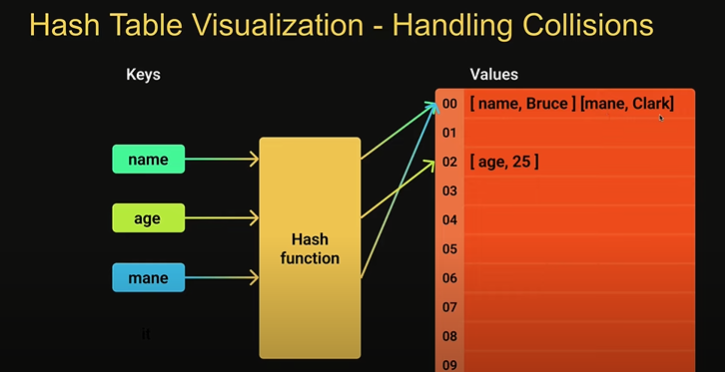 Hash Table Visualization - Handling Collisions
Keys
Values
name
age
mane
it
Hash
function
00 [ name, Bruce ] [mane, Clark]
01
02 [ age, 25 ]
03
04
05
06
07
08
09